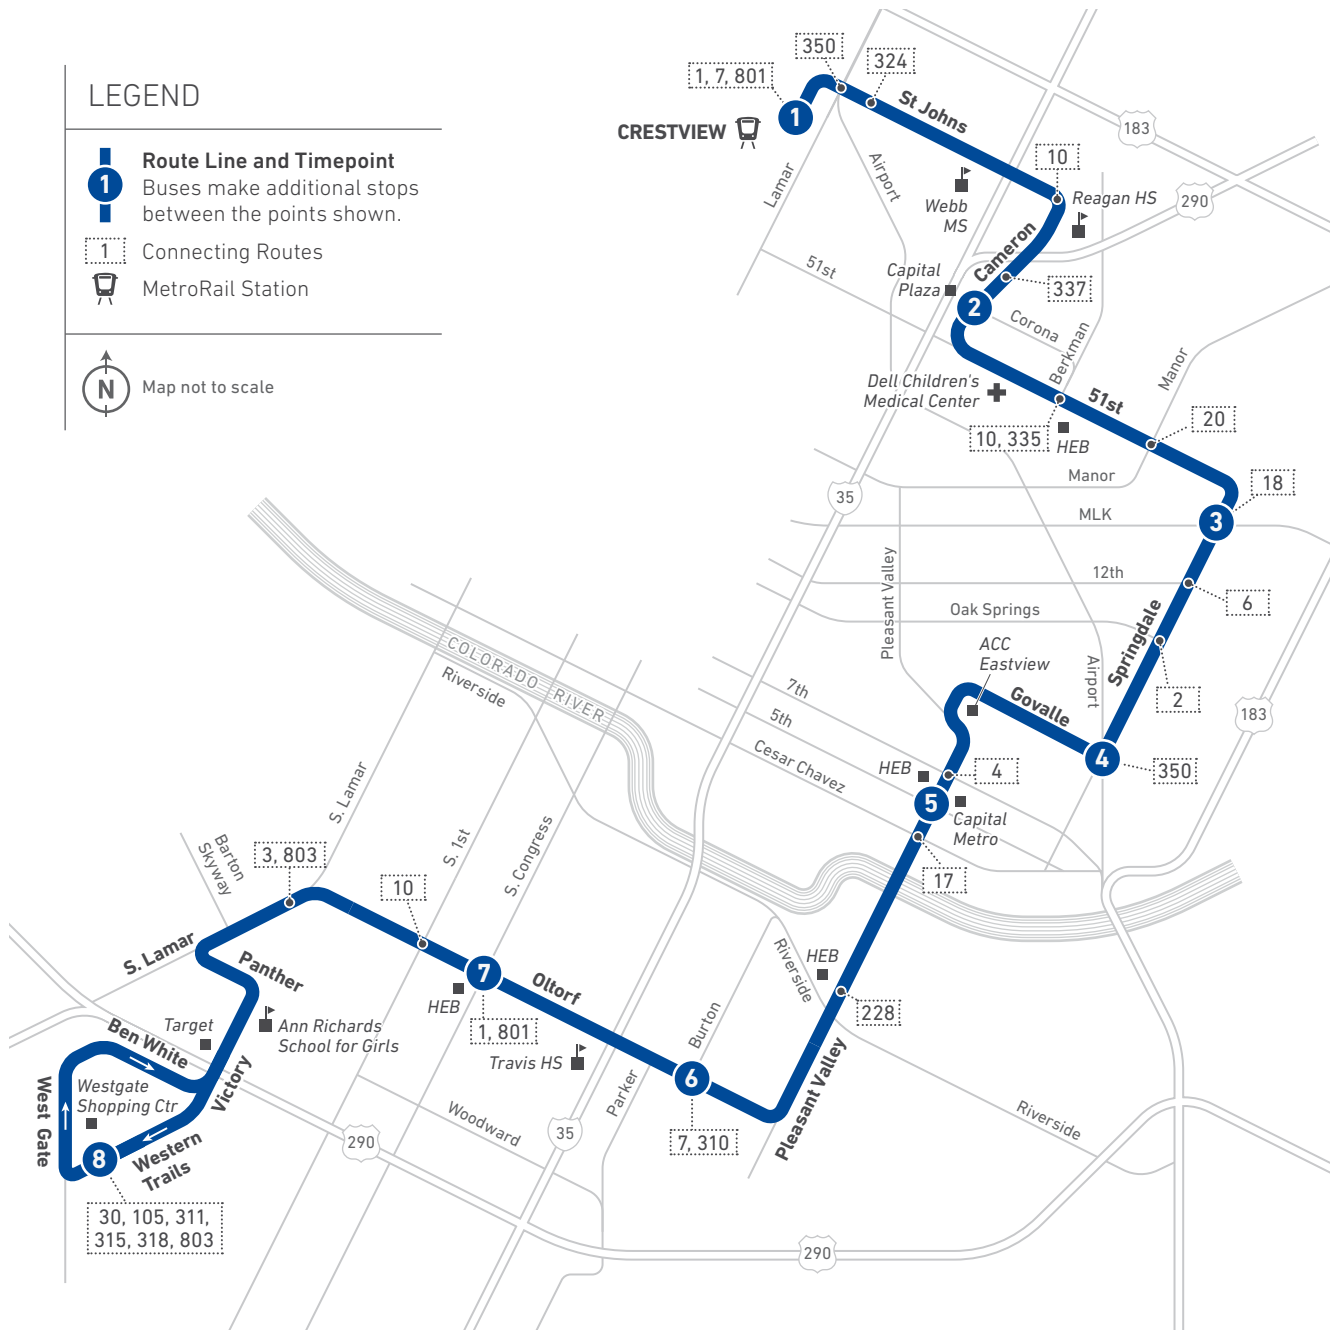 LEGEND
1
Route Line and Timepoint
Buses make additional stops
between the points shown.
1
Connecting Routes
MetroRail Station
N
Map not to scale
350
324
1, 7, 801
CRESTVIEW
1
St Johns
183
10
Lamar
Airport
Webb
MS
Reagan HS
290
51st
Capital
Plaza
Cameron
337
2
Corona
Berkman
Manor
Dell Children's
Medical Center
51st
10, 335
HEB
20
Manor
35
18
MLK
3
Pleasant Valley
12th
6
Oak Springs
Springdale
ACC
Eastview
Airport
2
COLORADO RIVER
Riverside
7th
5th
Cesar Chavez
Govalle
183
4
350
HEB
4
5
Capital
Metro
17
S. Lamar
S. 1st
S. Congress
Barton
Skyway
3, 803
10
S. Lamar
Panther
7
HEB
Oltorf
1, 801
Riverside
HEB
228
Burton
Target
Ann Richards
School for Girls
Ben White
Victory
Travis HS
6
7, 310
Parker
Pleasant Valley
West Gate
Westgate
Shopping Ctr
8
Western
Trails
30, 105, 311,
315, 318, 803
Woodward
290
35
Riverside
290